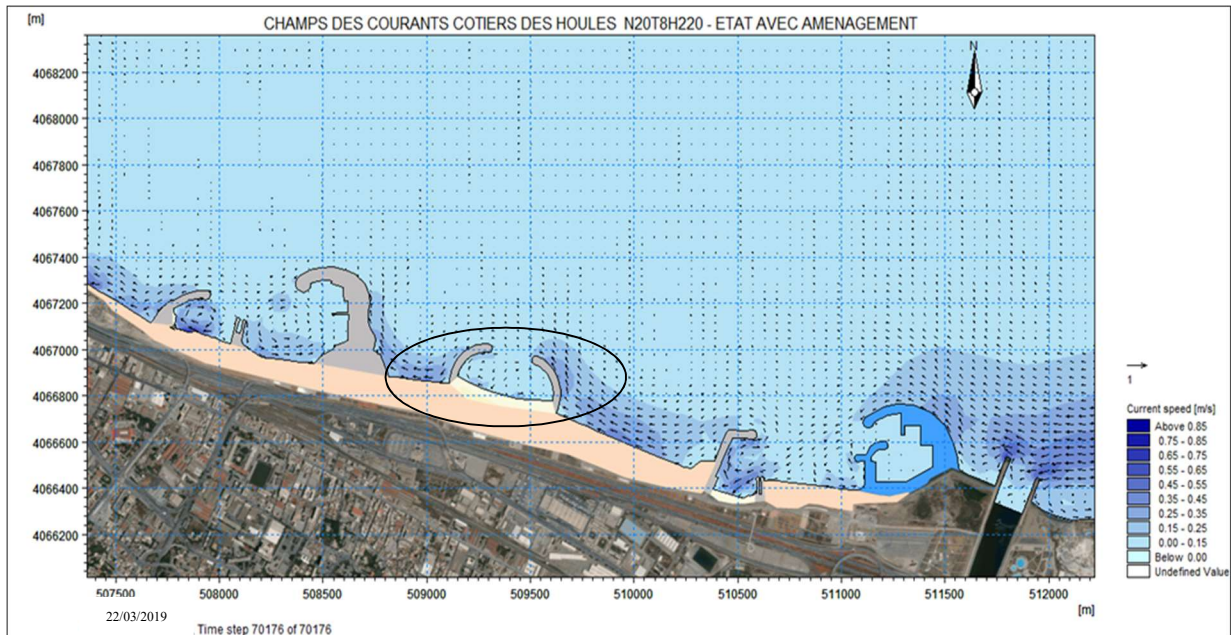 [m]
CHAMPS DES COURANTS COTIERS DES HOULES N20T8H220 - ETAT AVEC AMENAGEMENT
N
4068200
4068000
4067800
4067600
4067400
4067200
4067000
4066800
4066600
4066400
4066200
1
Current speed [m/s]
Above 0.85
0.75 - 0.85
0.65 - 0.75
0.55 - 0.65
0.45 - 0.55
0.35 - 0.45
0.25 - 0.35
0.15 - 0.25
0.00 - 0.15
Below 0.00
Undefined Value
507500 508000 508500 509000 509500 510000 510500 511000 511500 512000
[m]
22/03/2019
Time step 70176 of 70176